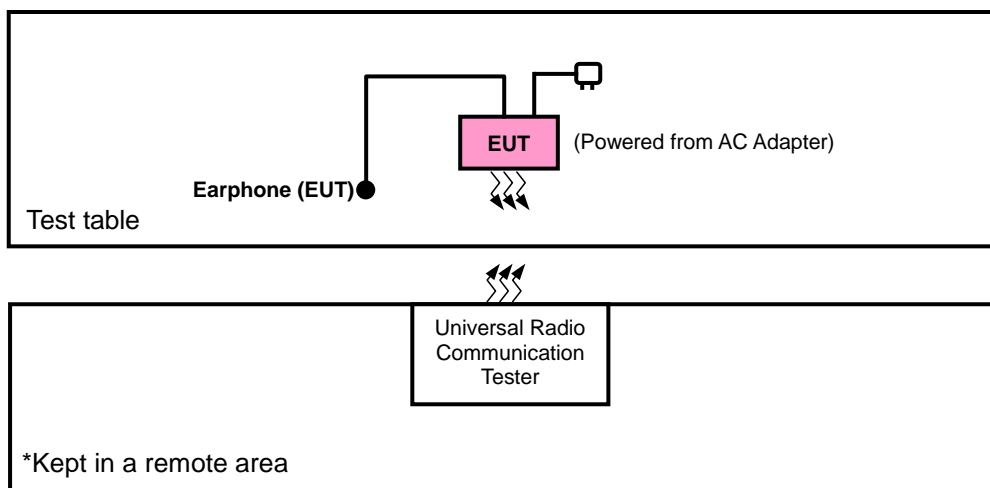 EUT
(Powered from AC Adapter)
Earphone (EUT)
Test table
Universal Radio
Communication
Tester
*Kept in a remote area